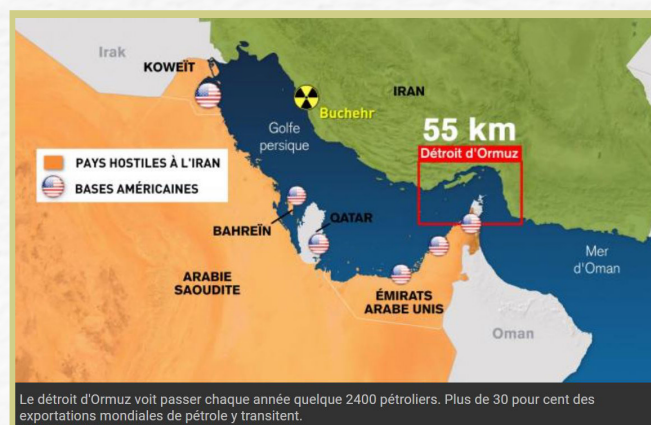 Irak
KOWEÏT
IRAN
Buchehr
Golfe
persique
55 km
Détroit d'Ormuz
PAYS HOSTILES À L'IRAN
BASES AMÉRICAINES
BAHREÏN
QATAR
Mer
d'Oman
ARABIE
SAOUDITE
ÉMIRATS
ARABE UNIS
Oman
Le détroit d'Ormuz voit passer chaque année quelque 2400 pétroliers. Plus de 30 pour cent des
exportations mondiales de pétrole y transitent.